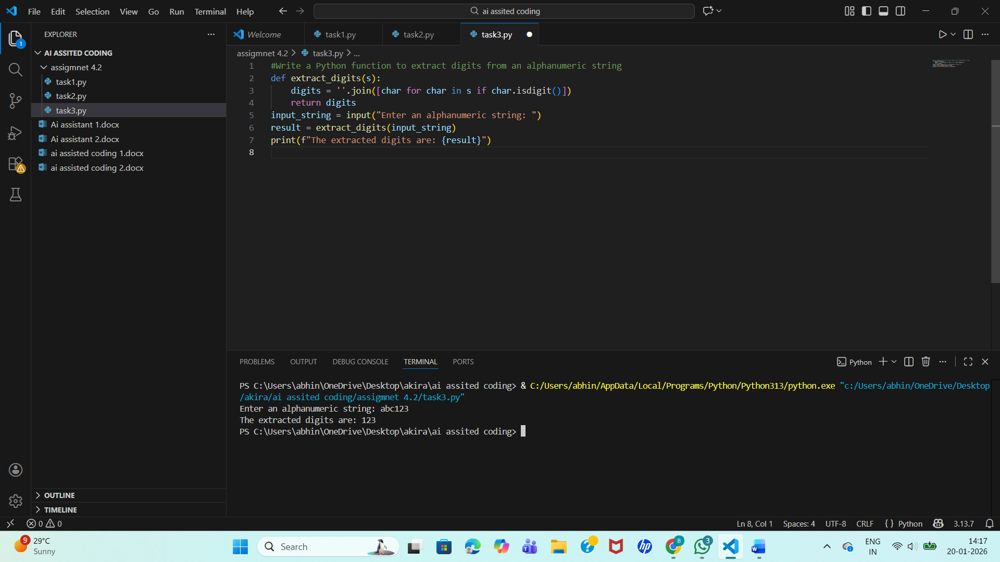 File Edit Selection View Go Run Terminal Help
ai assited coding
EXPLORER
1
AI ASSITED CODING
assigmnet 4.2
task1.py
task2.py
task3.py
Ai assistant 1.docx
Ai assistant 2.docx
ai assisted coding 1.docx
ai assisted coding 2.docx
OUTLINE
TIMELINE
Welcome task1.py task2.py task3.py
assigmnet 4.2 > task3.py > ...
1 #Write a Python function to extract digits from an alphanumeric string
2 def extract_digits(s):
3 digits = ''.join([char for char in s if char.isdigit()])
4 return digits
5 input_string = input("Enter an alphanumeric string: ")
6 result = extract_digits(input_string)
7 print(f"The extracted digits are: {result}")
8
PROBLEMS OUTPUT DEBUG CONSOLE TERMINAL PORTS
Python
PS C:\Users\abhin\OneDrive\Desktop\akira\ai assited coding> & C:/Users/abhin/AppData/Local/Programs/Python/Python313/python.exe "c:/Users/abhin/OneDrive/Desktop
/akira/ai assited coding/assigmnet 4.2/task3.py"
Enter an alphanumeric string: abc123
The extracted digits are: 123
PS C:\Users\abhin\OneDrive\Desktop\akira\ai assited coding>
0 0
Ln 8, Col 1 Spaces: 4 UTF-8 CRLF { } Python 3.13.7
9
29°C
Sunny
Search
hp
B
3
ENG
IN
14:17
20-01-2026